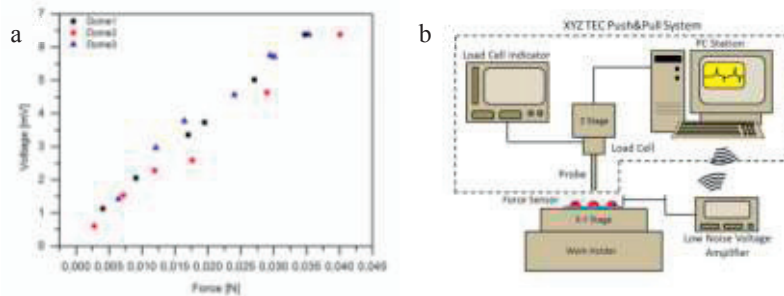 a
7
6
5
4
3
2
1
0
Voltage [mV]
Dome1
Dome2
Dome3
0,000 0,005 0,010 0,015 0,020 0,025 0,030 0,035 0,040 0,045
Force [N]
b
XYZ TEC Push&Pull System
Load Cell Indicator
PC Station
Z Stage
Load Cell
Probe
Force Sensor
X-Y Stage
Work Holder
Low Noise Voltage
Amplifier